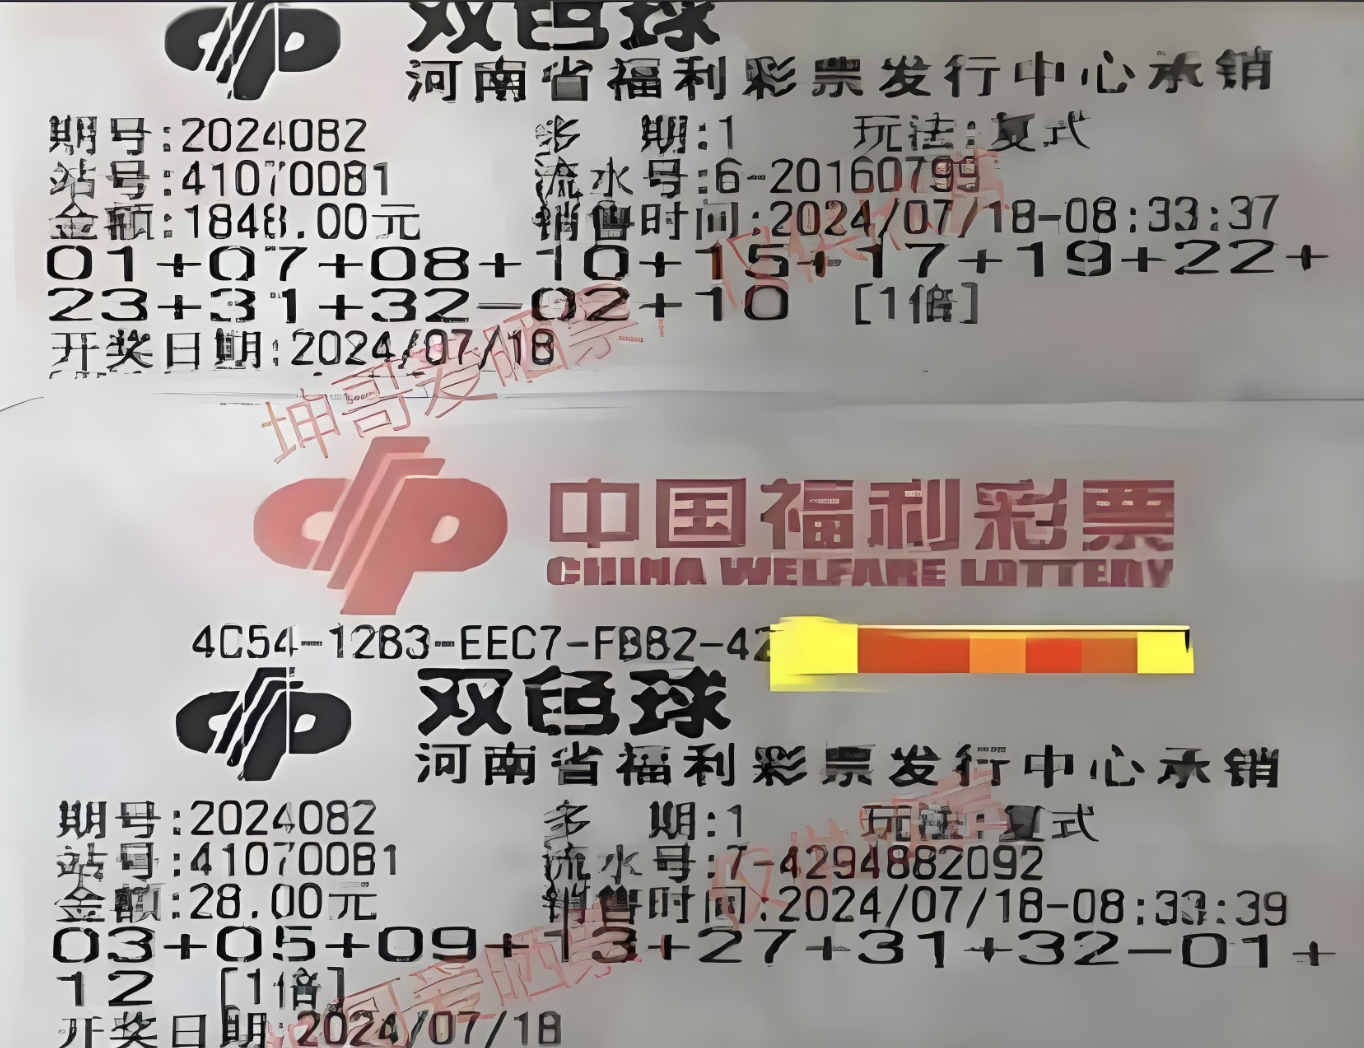 双色球
河南省福利彩票发行中心承销
期号:2024082 多 期:1 玩法:复式
站号:41070081 流水号:6-20160799
金额:1848.00元 销售时间:2024/07/18-08:33:37
01+07+08+10+15+17+19+22+
23+31+32-02+10 [1倍]
开奖日期:2024/07/18
坤哥爱晒票
中国福利彩票
CHINA WELFARE LOTTERY
4C54-1283-EEC7-FB82-42
双色球
河南省福利彩票发行中心承销
期号:2024082 多 期:1 玩法:复式
站号:41070081 流水号:7-4294882092
金额:28.00元 销售时间:2024/07/18-08:33:39
03+05+09+13+27+31+32-01+
12 [1倍]
开奖日期:2024/07/18
哥爱晒票